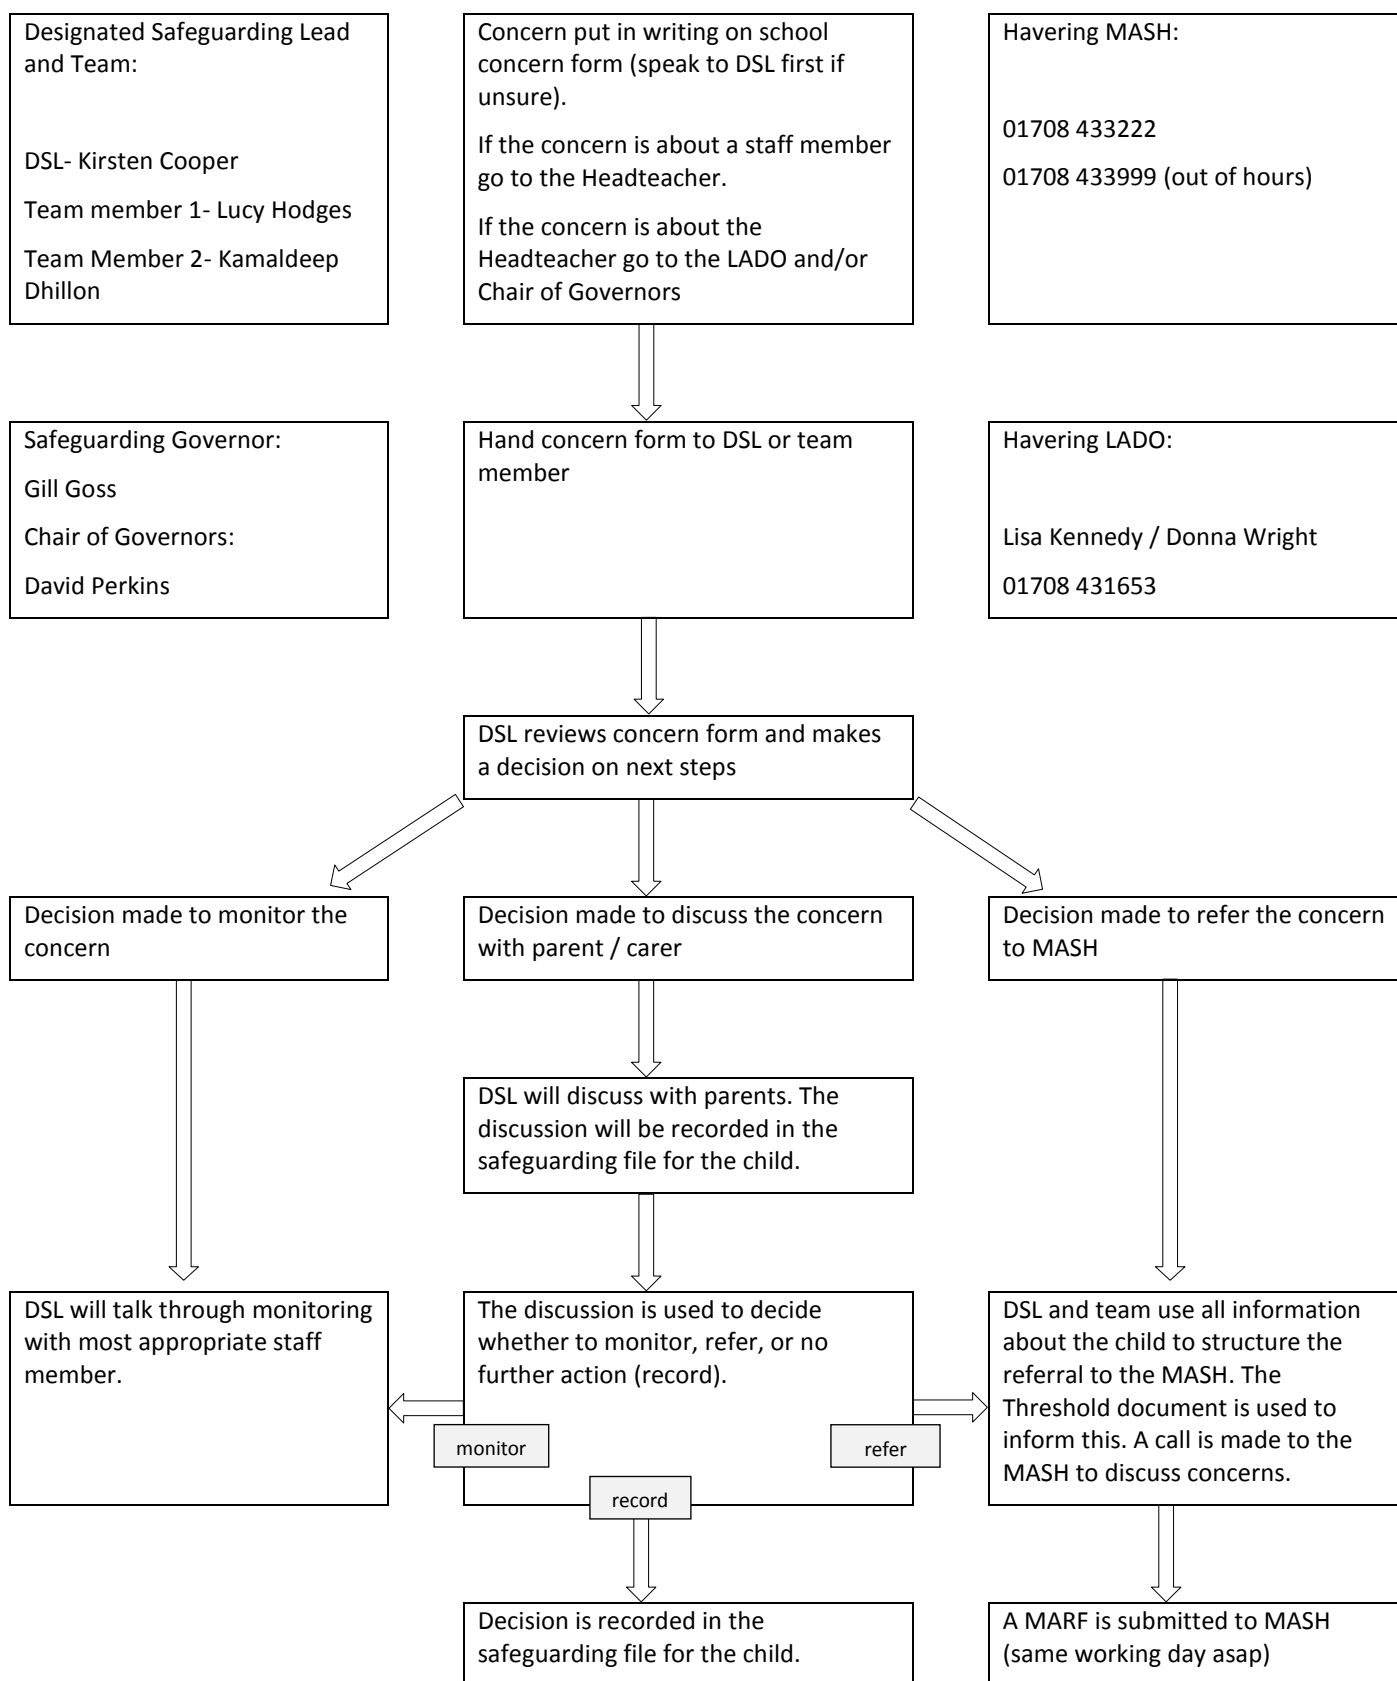 Designated Safeguarding Lead
and Team:
DSL- Kirsten Cooper
Team member 1- Lucy Hodges
Team Member 2- Kamaldeep
Dhillon
Concern put in writing on school
concern form (speak to DSL first if
unsure).
If the concern is about a staff member
go to the Headteacher.
If the concern is about the
Headteacher go to the LADO and/or
Chair of Governors
Havering MASH:
01708 433222
01708 433999 (out of hours)
Safeguarding Governor:
Gill Goss
Chair of Governors:
David Perkins
Hand concern form to DSL or team
member
Havering LADO:
Lisa Kennedy / Donna Wright
01708 431653
DSL reviews concern form and makes
a decision on next steps
Decision made to monitor the
concern
Decision made to discuss the concern
with parent / carer
Decision made to refer the concern
to MASH
DSL will discuss with parents. The
discussion will be recorded in the
safeguarding file for the child.
DSL will talk through monitoring
with most appropriate staff
member.
The discussion is used to decide
whether to monitor, refer, or no
further action (record).
monitor
refer
record
DSL and team use all information
about the child to structure the
referral to the MASH. The
Threshold document is used to
inform this. A call is made to the
MASH to discuss concerns.
Decision is recorded in the
safeguarding file for the child.
A MARF is submitted to MASH
(same working day asap)